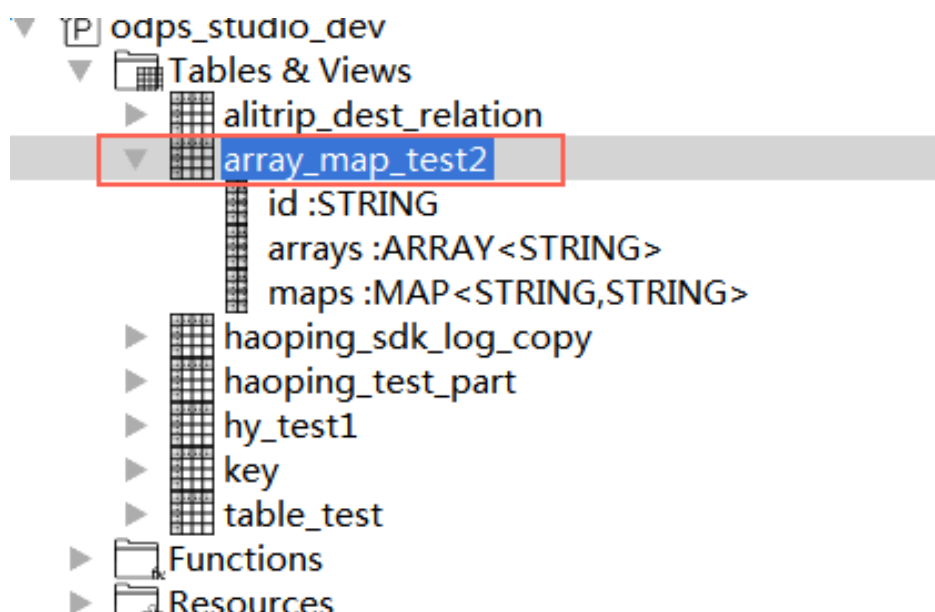 odps_studio_dev
Tables & Views
alitrip_dest_relation
array_map_test2
id :STRING
arrays :ARRAY<STRING>
maps :MAP<STRING,STRING>
haoping_sdk_log_copy
haoping_test_part
hy_test1
key
table_test
Functions
Resources